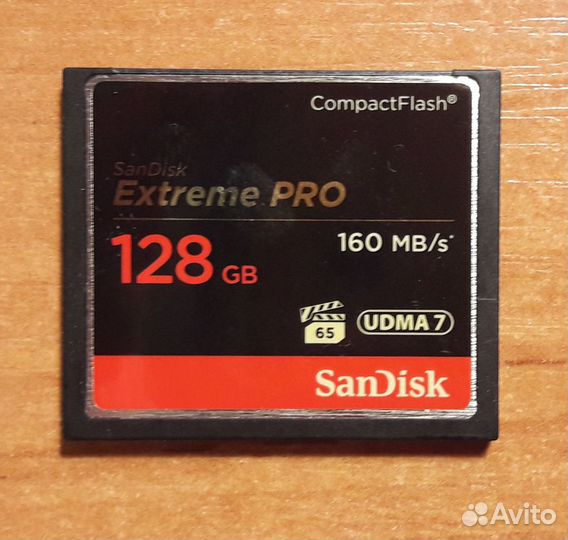 CompactFlash®
SanDisk
Extreme PRO
128 GB
160 MB/s*
65
UDMA 7
SanDisk
Avito